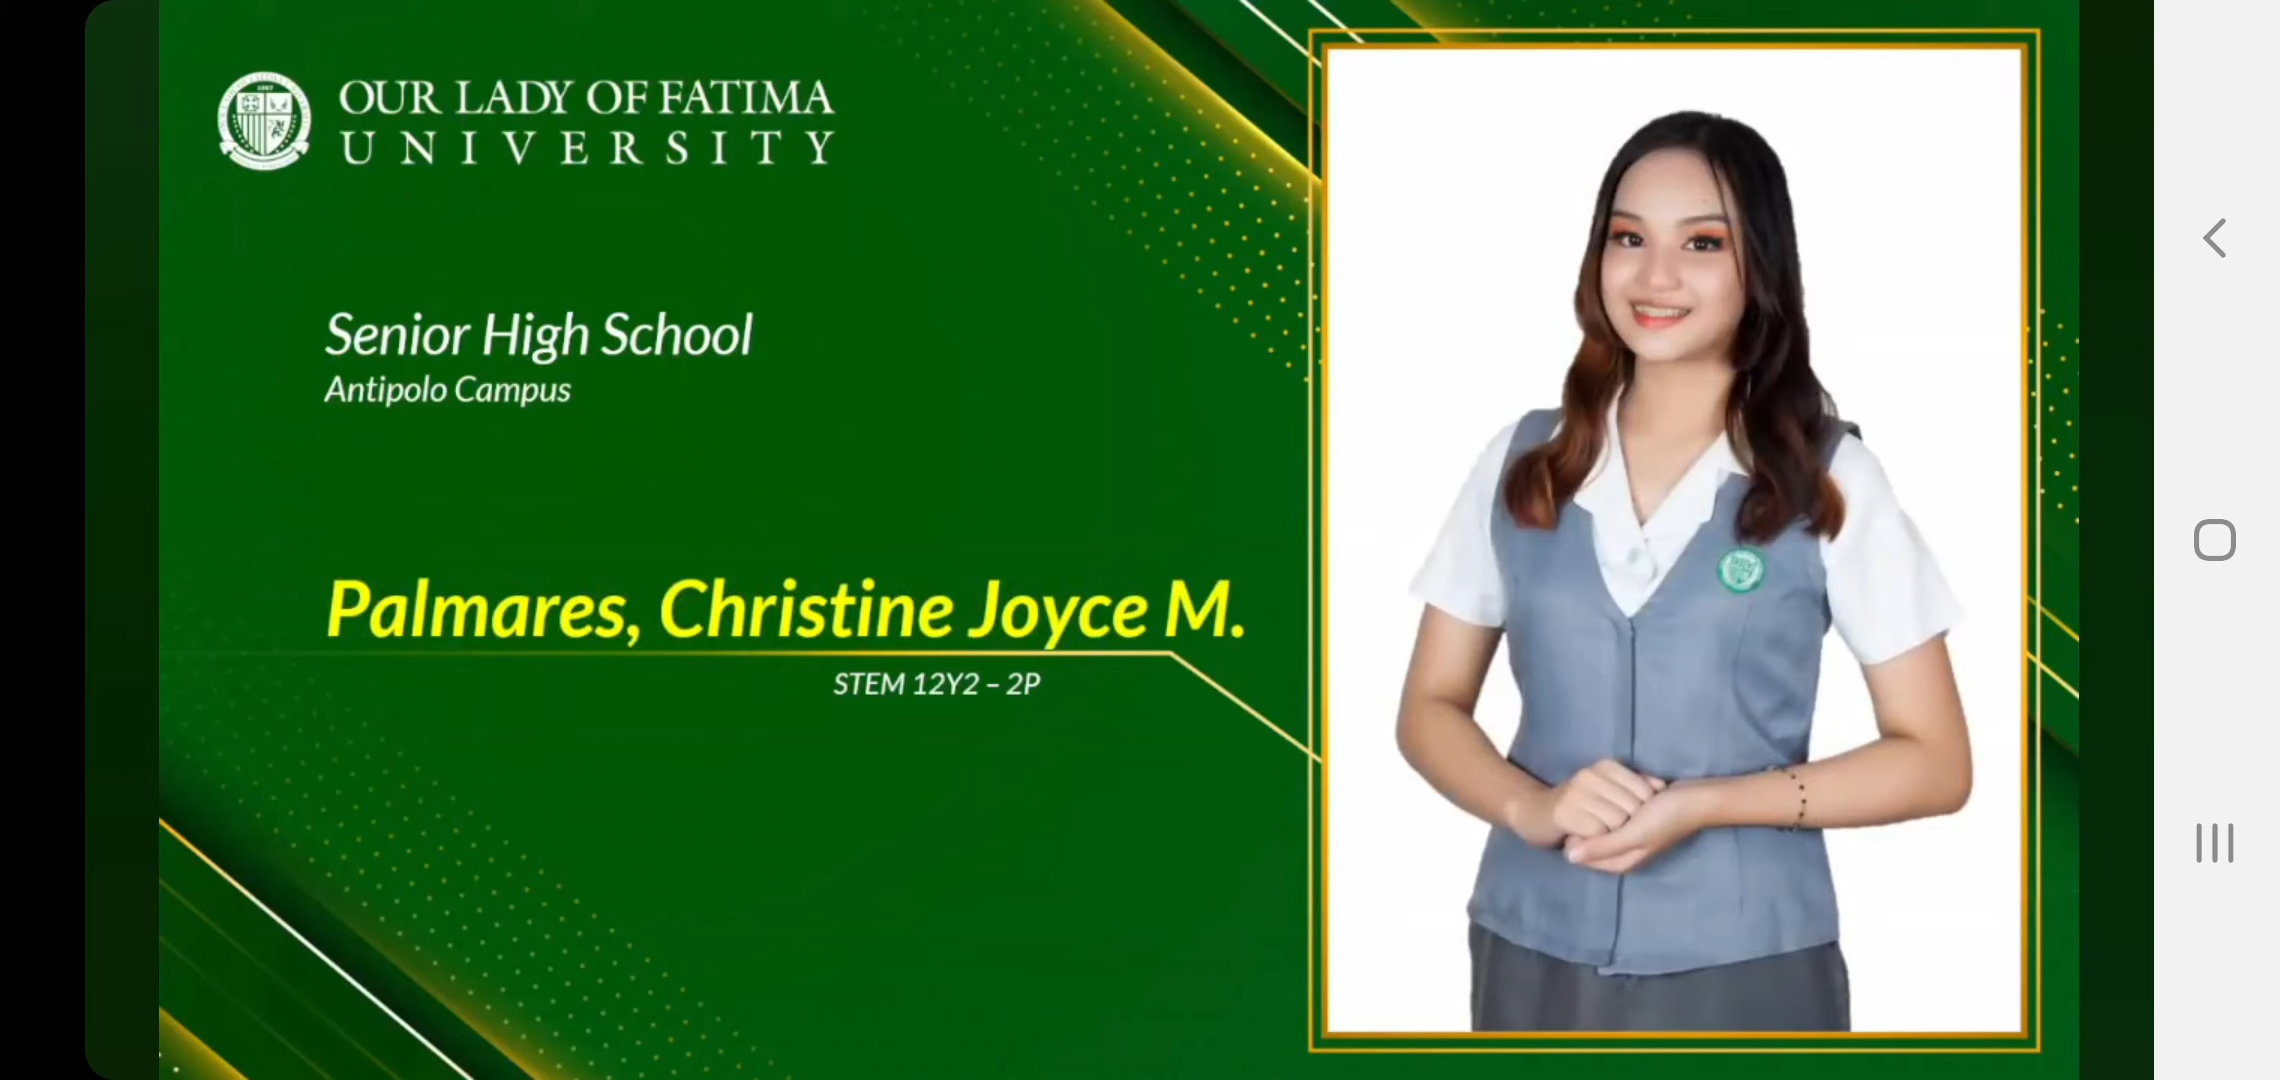 OUR LADY OF FATIMA
UNIVERSITY
Senior High School
Antipolo Campus
Palmares, Christine Joyce M.
STEM 12Y2 – 2P